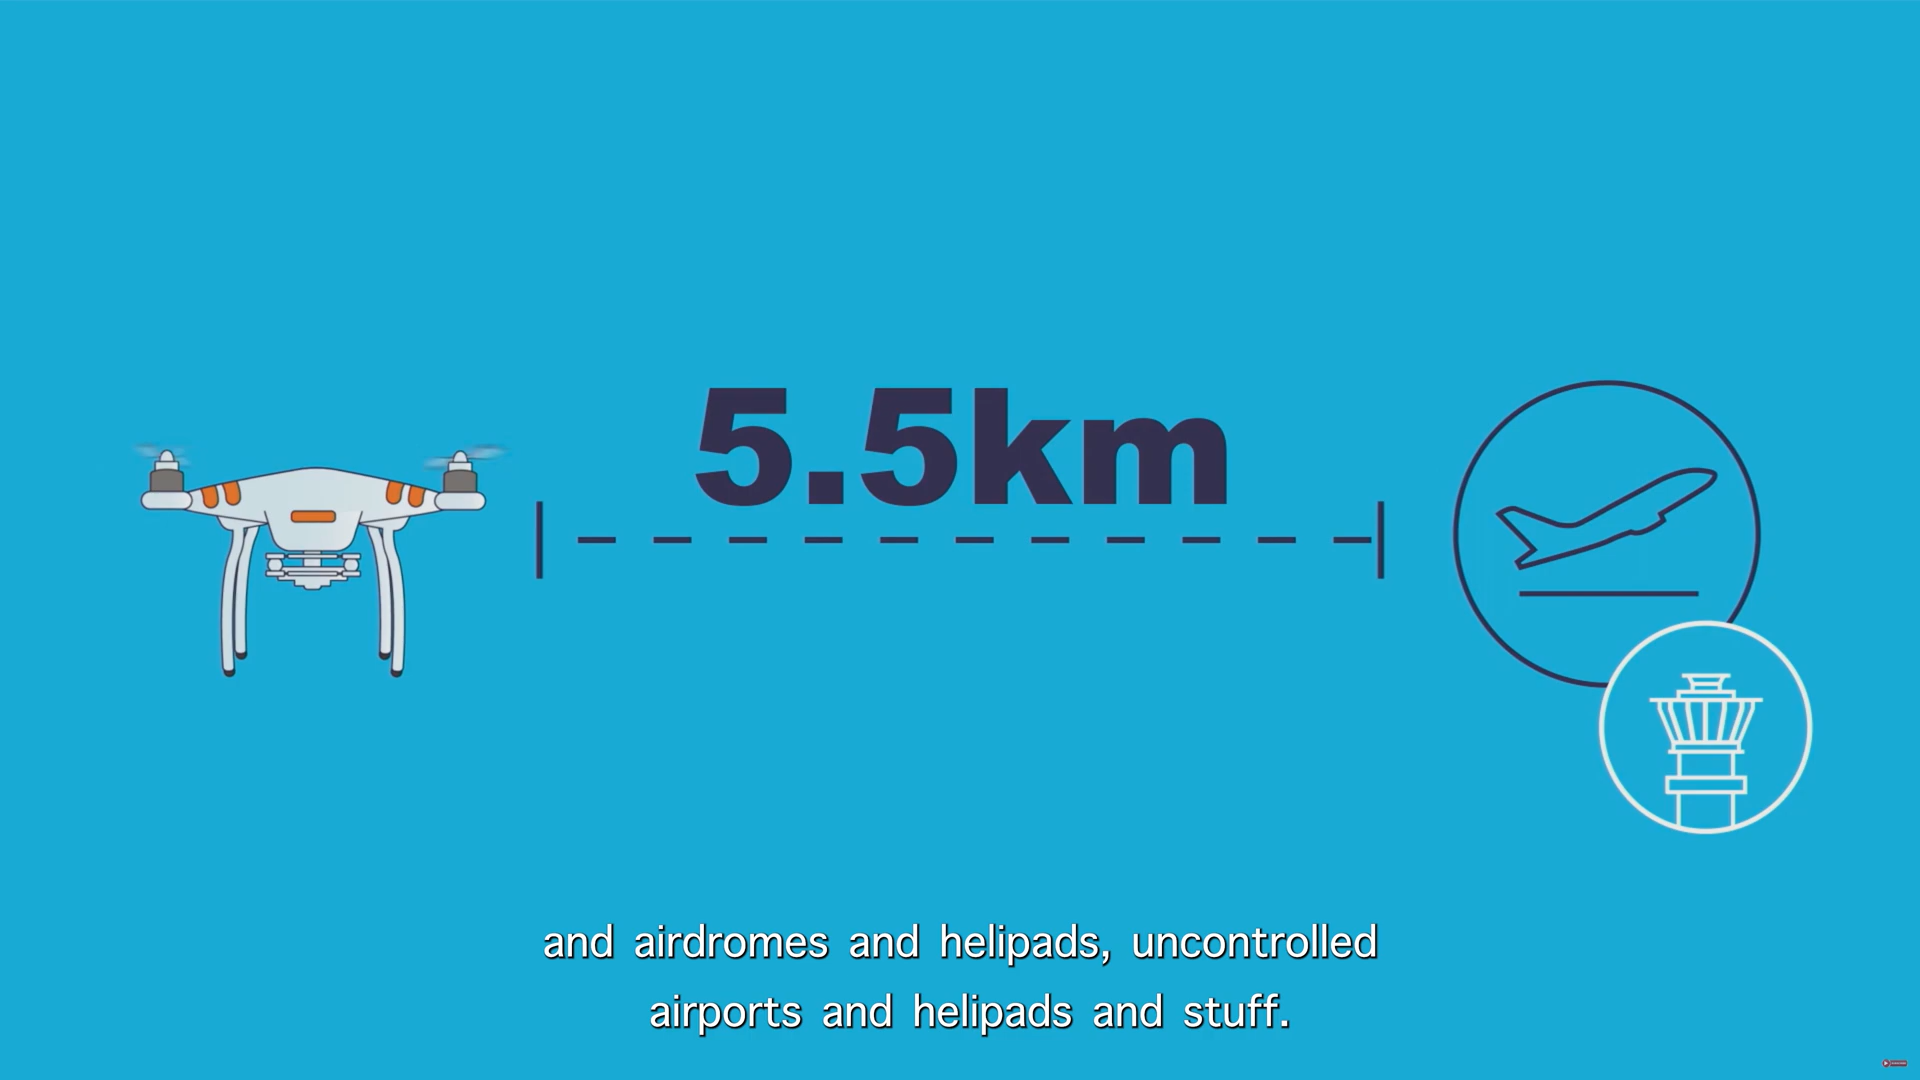 5.5km
and airdromes and helipads, uncontrolled
airports and helipads and stuff.